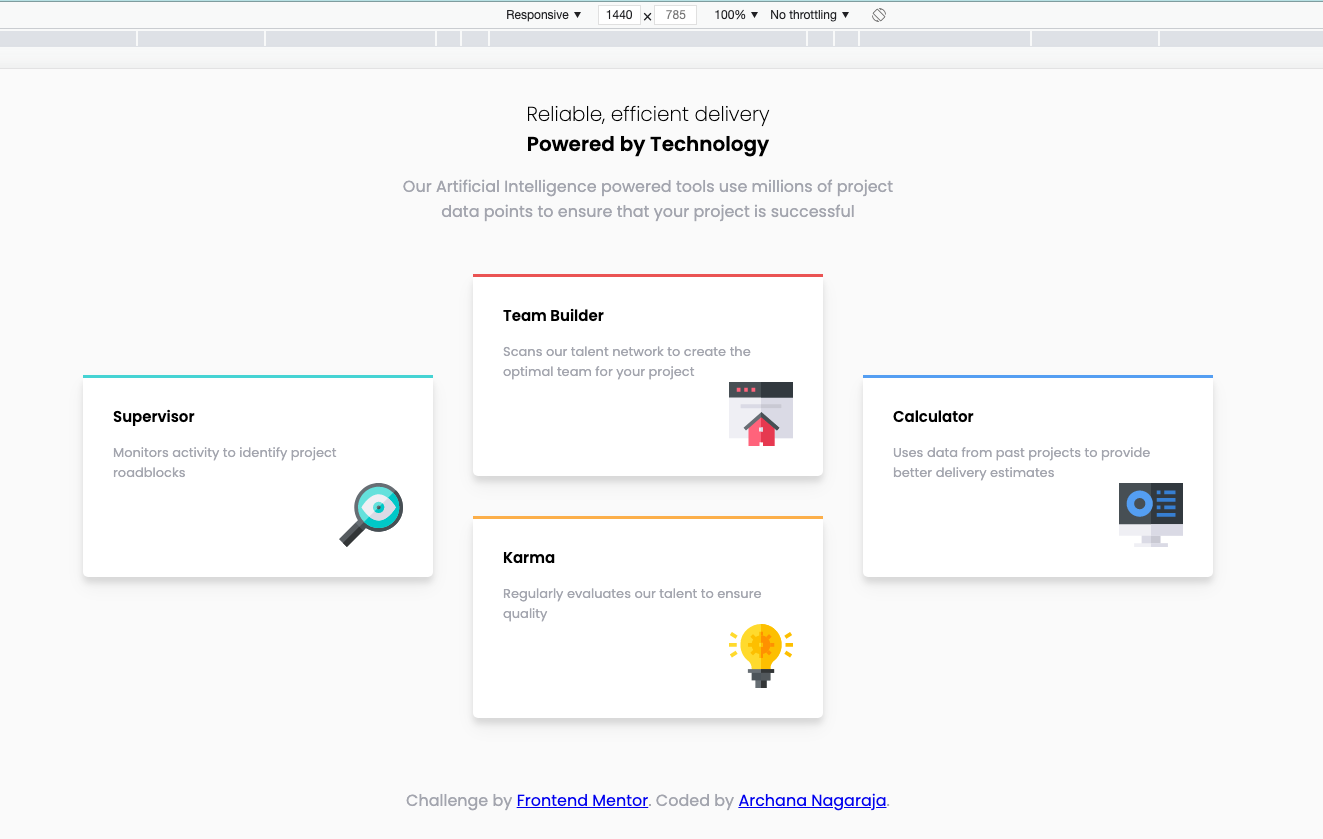 Responsive ▼ 1440 × 785 100% ▼ No throttling ▼
Reliable, efficient delivery
Powered by Technology
Our Artificial Intelligence powered tools use millions of project
data points to ensure that your project is successful
Team Builder
Scans our talent network to create the
optimal team for your project
Supervisor
Monitors activity to identify project
roadblocks
Calculator
Uses data from past projects to provide
better delivery estimates
Karma
Regularly evaluates our talent to ensure
quality
Challenge by Frontend Mentor. Coded by Archana Nagaraja.